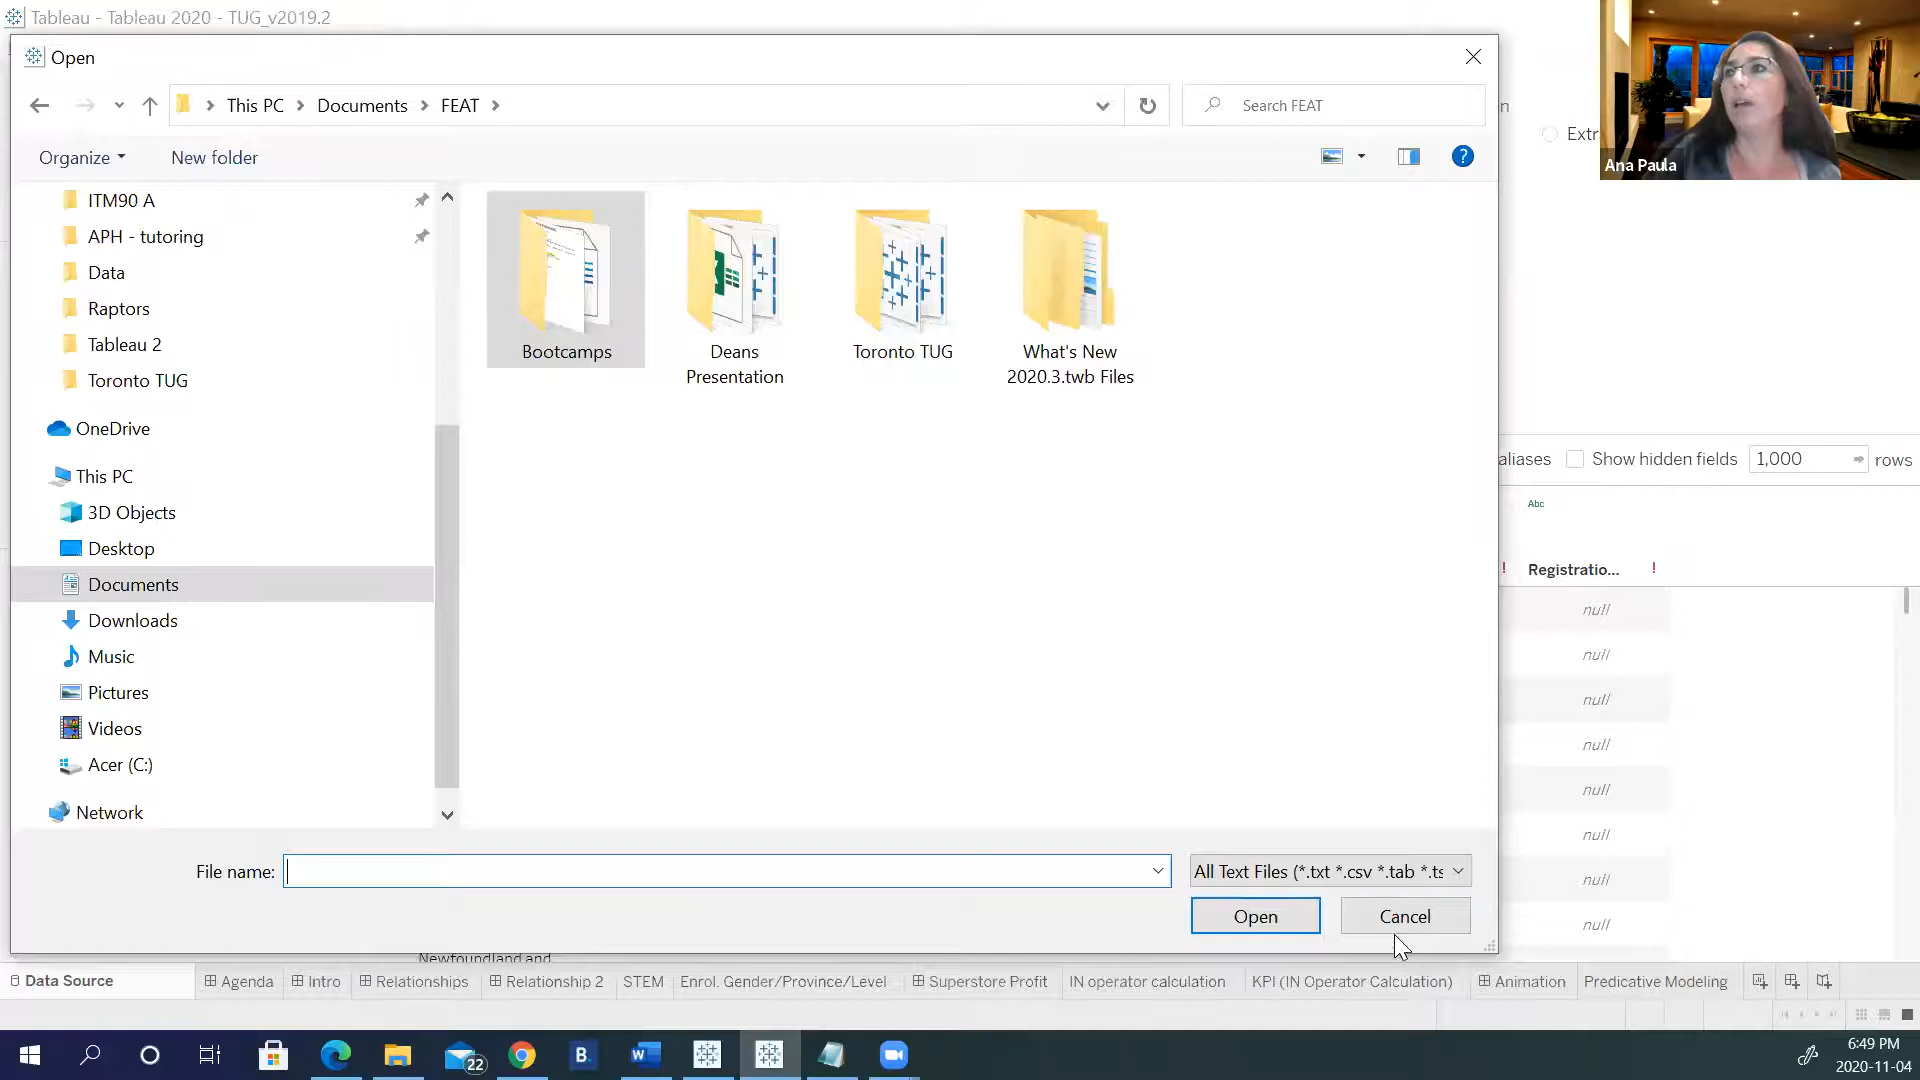 Tableau - Tableau 2020 - TUG_v2019.2
Open
This PC > Documents > FEAT >
Search FEAT
Organize
New folder
Extr
Ana Paula
ITM90 A
APH - tutoring
Data
Raptors
Tableau 2
Toronto TUG
OneDrive
This PC
3D Objects
Desktop
Documents
Downloads
Music
Pictures
Videos
Acer (C:)
Network
Bootcamps
Deans
Presentation
Toronto TUG
What's New
2020.3.twb Files
aliases
Show hidden fields
1,000
rows
Abc
Registratio...
null
null
null
null
null
null
null
null
File name:
All Text Files (*.txt *.csv *.tab *.ts
Open
Cancel
Newfoundland and
Data Source
Agenda
Intro
Relationships
Relationship 2
STEM
Enrol. Gender/Province/Level
Superstore Profit
IN operator calculation
KPI (IN Operator Calculation)
Animation
Predicative Modeling
22
B.
6:49 PM
2020-11-04